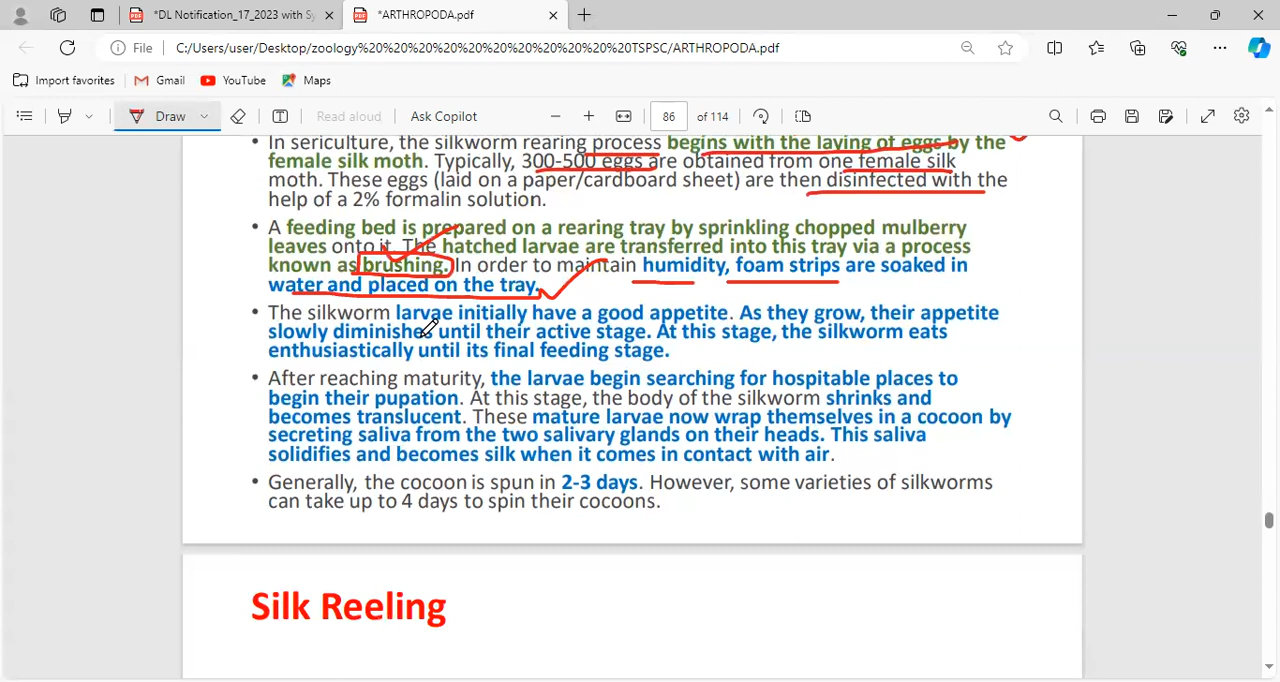 *DL Notification_17_2023 with Sy
*ARTHROPODA.pdf
File
C:/Users/user/Desktop/zoology%20%20%20%20%20%20%20%20%20%20TSPSC/ARTHROPODA.pdf
Import favorites
Gmail
YouTube
Maps
Draw
Read aloud
Ask Copilot
86
of 114
• In sericulture, the silkworm rearing process begins with the laying of eggs by the
female silk moth. Typically, 300-500 eggs are obtained from one female silk
moth. These eggs (laid on a paper/cardboard sheet) are then disinfected with the
help of a 2% formalin solution.
• A feeding bed is prepared on a rearing tray by sprinkling chopped mulberry
leaves onto it. The hatched larvae are transferred into this tray via a process
known as brushing. In order to maintain humidity, foam strips are soaked in
water and placed on the tray.
• The silkworm larvae initially have a good appetite. As they grow, their appetite
slowly diminishes until their active stage. At this stage, the silkworm eats
enthusiastically until its final feeding stage.
• After reaching maturity, the larvae begin searching for hospitable places to
begin their pupation. At this stage, the body of the silkworm shrinks and
becomes translucent. These mature larvae now wrap themselves in a cocoon by
secreting saliva from the two salivary glands on their heads. This saliva
solidifies and becomes silk when it comes in contact with air.
• Generally, the cocoon is spun in 2-3 days. However, some varieties of silkworms
can take up to 4 days to spin their cocoons.
Silk Reeling